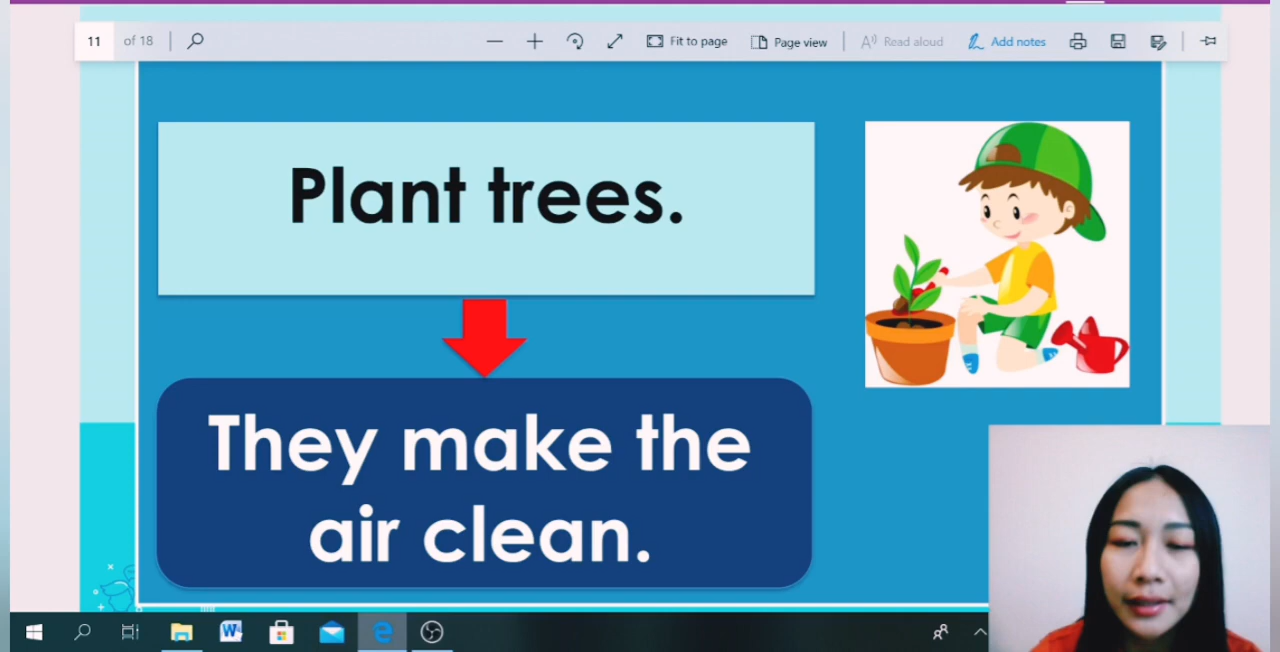 11 of 18 Fit to page Page view Read aloud Add notes
Plant trees.
They make the
air clean.